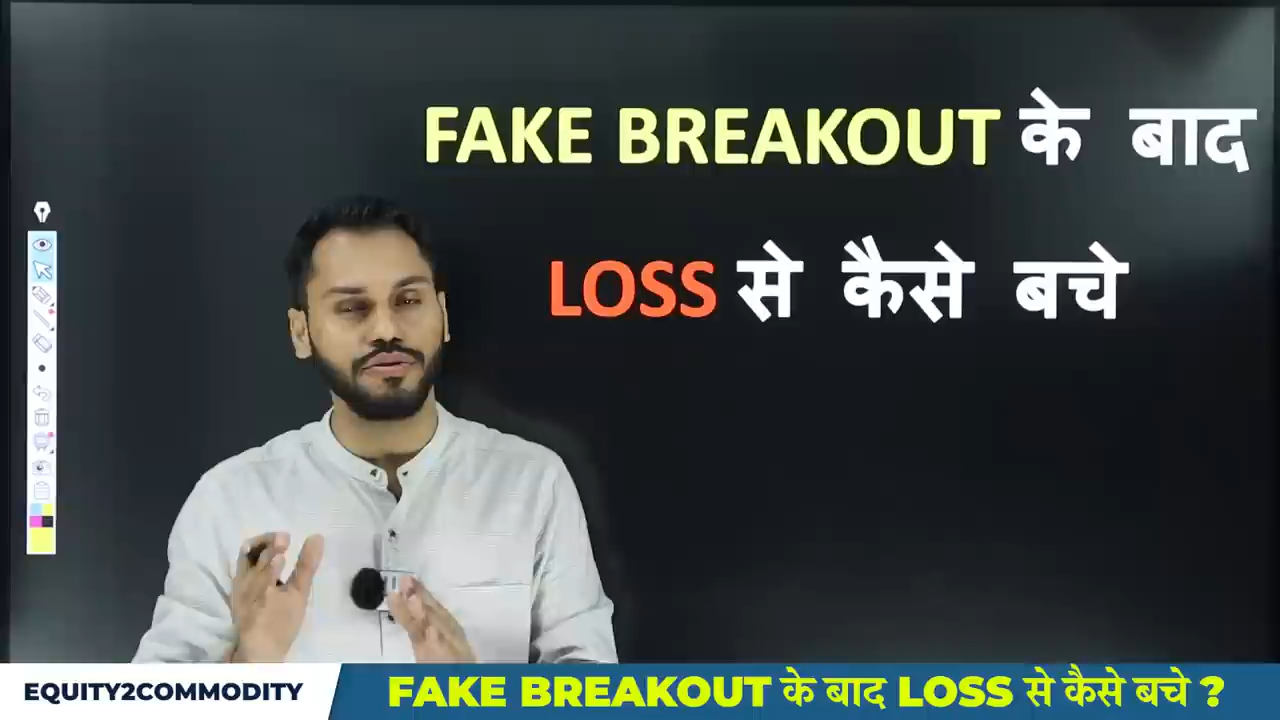 FAKE BREAKOUT के बाद
LOSS से कैसे बचे
EQUITY2COMMODITY
FAKE BREAKOUT के बाद LOSS से कैसे बचे ?